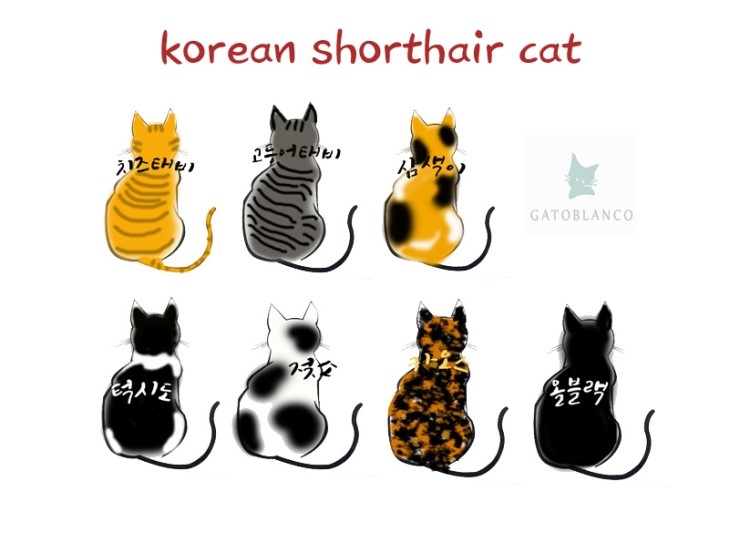 korean shorthair cat
치즈태비
고등어태비
삼색이
GATOBLANCO
턱시도
젖소
카오스
올블랙